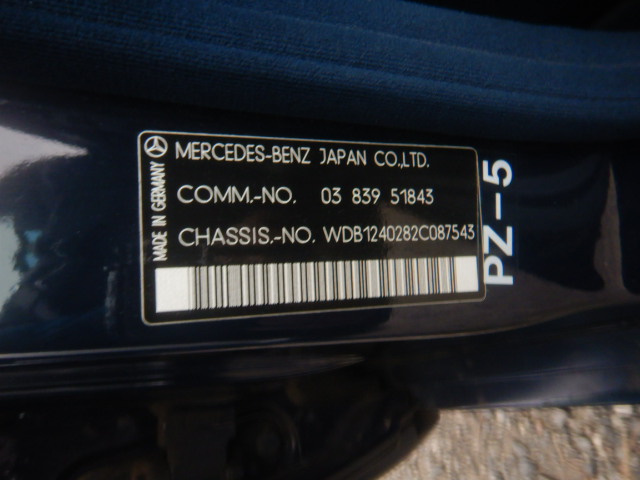 MERCEDES-BENZ JAPAN CO.,LTD.
COMM.-NO. 03 839 51843
CHASSIS.-NO. WDB1240282C087543
MADE IN GERMANY
PZ-5